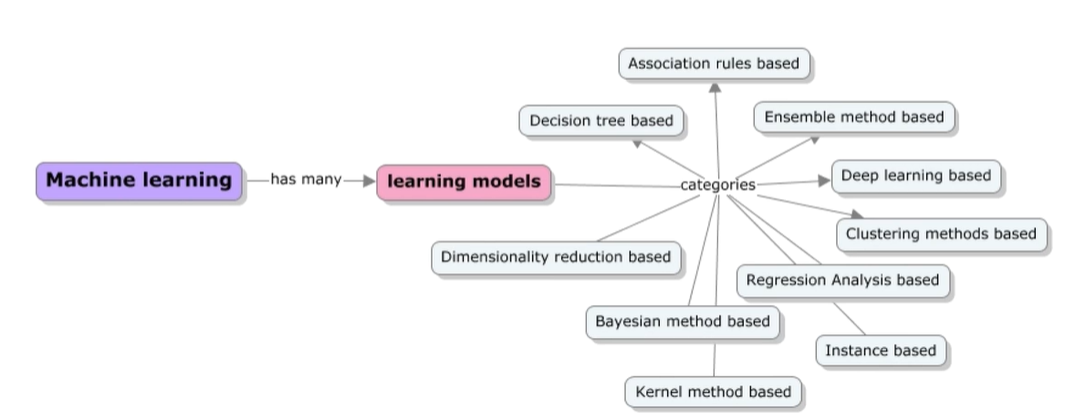 Association rules based
Decision tree based
Ensemble method based
Machine learning
has many
learning models
categories
Deep learning based
Clustering methods based
Dimensionality reduction based
Regression Analysis based
Bayesian method based
Instance based
Kernel method based